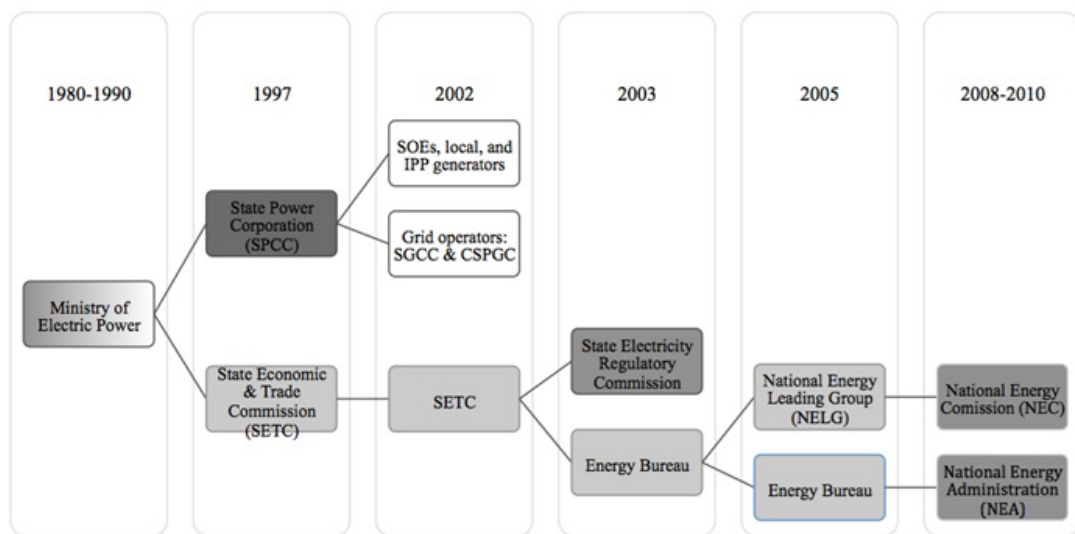 1980-1990
1997
2002
2003
2005
2008-2010
SOEs, local, and
IPP generators
State Power
Corporation
(SPCC)
Grid operators:
SGCC & CSPGC
Ministry of
Electric Power
State Economic
& Trade
Commission
(SETC)
SETC
State Electricity
Regulatory
Commission
Energy Bureau
National Energy
Leading Group
(NELG)
Energy Bureau
National Energy
Comission (NEC)
National Energy
Administration
(NEA)